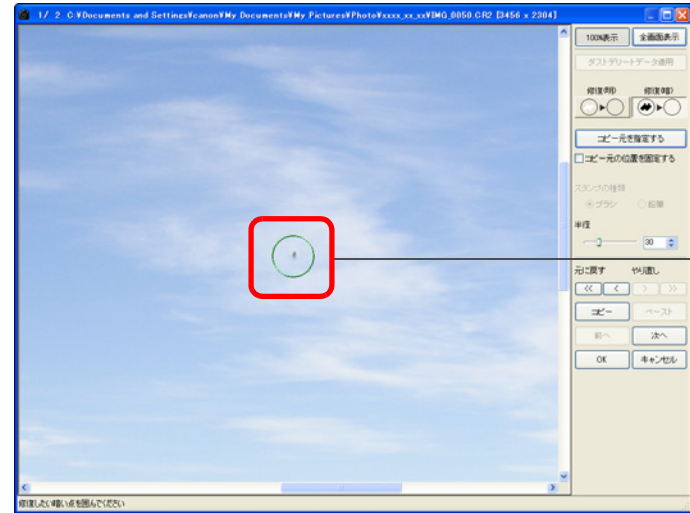 1/ 2 C:¥Documents and Settings¥canon¥My Documents¥My Pictures¥Photo¥xxxx_xx_xx¥IMG_0050.CR2 [3456 x 2304]
100%表示 全画面表示
ダストデリートデータ適用
修復(明) 修復(暗)
コピー元を指定する
コピー元の位置を固定する
スタンプの種類
ブラシ 鉛筆
半径
30
元に戻す やり直し
<< < > >>
コピー ペースト
前へ 次へ
OK キャンセル
修復したい暗い点を囲んでください